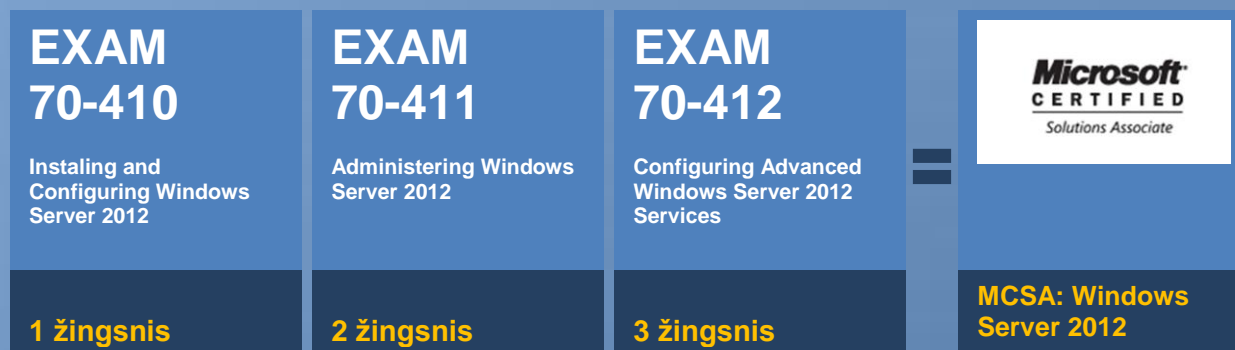 EXAM
70-410
Instaling and
Configuring Windows
Server 2012
1 žingsnis
EXAM
70-411
Administering Windows
Server 2012
2 žingsnis
EXAM
70-412
Configuring Advanced
Windows Server 2012
Services
3 žingsnis
=
Microsoft
CERTIFIED
Solutions Associate
MCSA: Windows
Server 2012